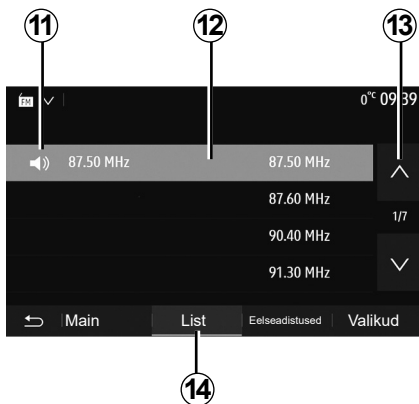 11 12 13
FM 0°C 09:39
87.50 MHz 87.50 MHz
87.60 MHz
1/7
90.40 MHz
91.30 MHz
Main List Eelseadistused Valikud
14